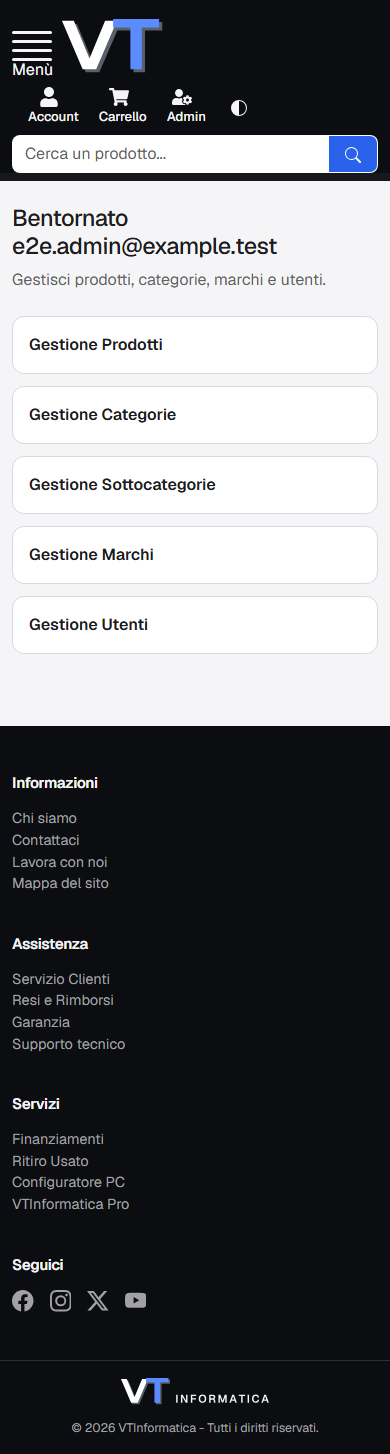 VT
Menù
Account
Carrello
Admin
Cerca un prodotto...
Bentornato
e2e.admin@example.test
Gestisci prodotti, categorie, marchi e utenti.
Gestione Prodotti
Gestione Categorie
Gestione Sottocategorie
Gestione Marchi
Gestione Utenti
Informazioni
Chi siamo
Contattaci
Lavora con noi
Mappa del sito
Assistenza
Servizio Clienti
Resi e Rimborsi
Garanzia
Supporto tecnico
Servizi
Finanziamenti
Ritiro Usato
Configuratore PC
VTInformatica Pro
Seguici
VT INFORMATICA
© 2026 VTInformatica - Tutti i diritti riservati.